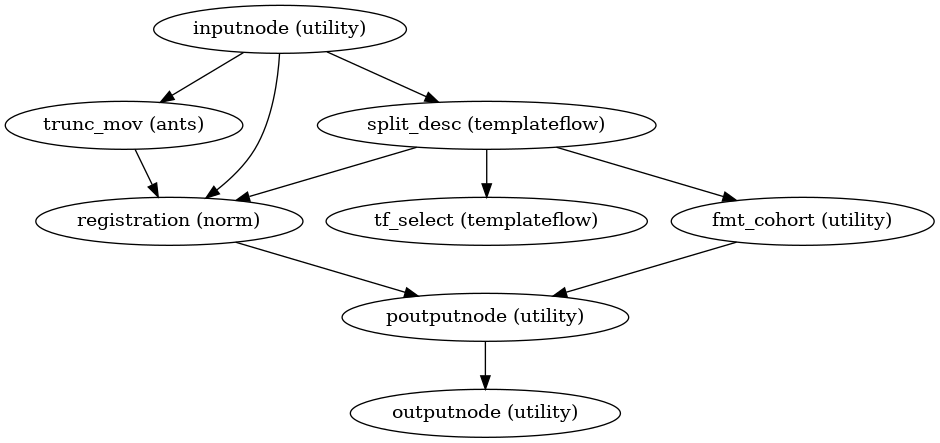 inputnode (utility)
trunc_mov (ants)
split_desc (templateflow)
registration (norm)
tf_select (templateflow)
fmt_cohort (utility)
poutputnode (utility)
outputnode (utility)